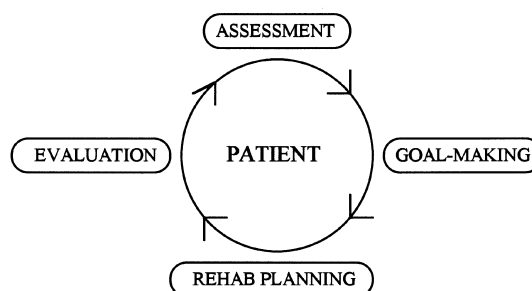 ASSESSMENT
EVALUATION
PATIENT
GOAL-MAKING
REHAB PLANNING